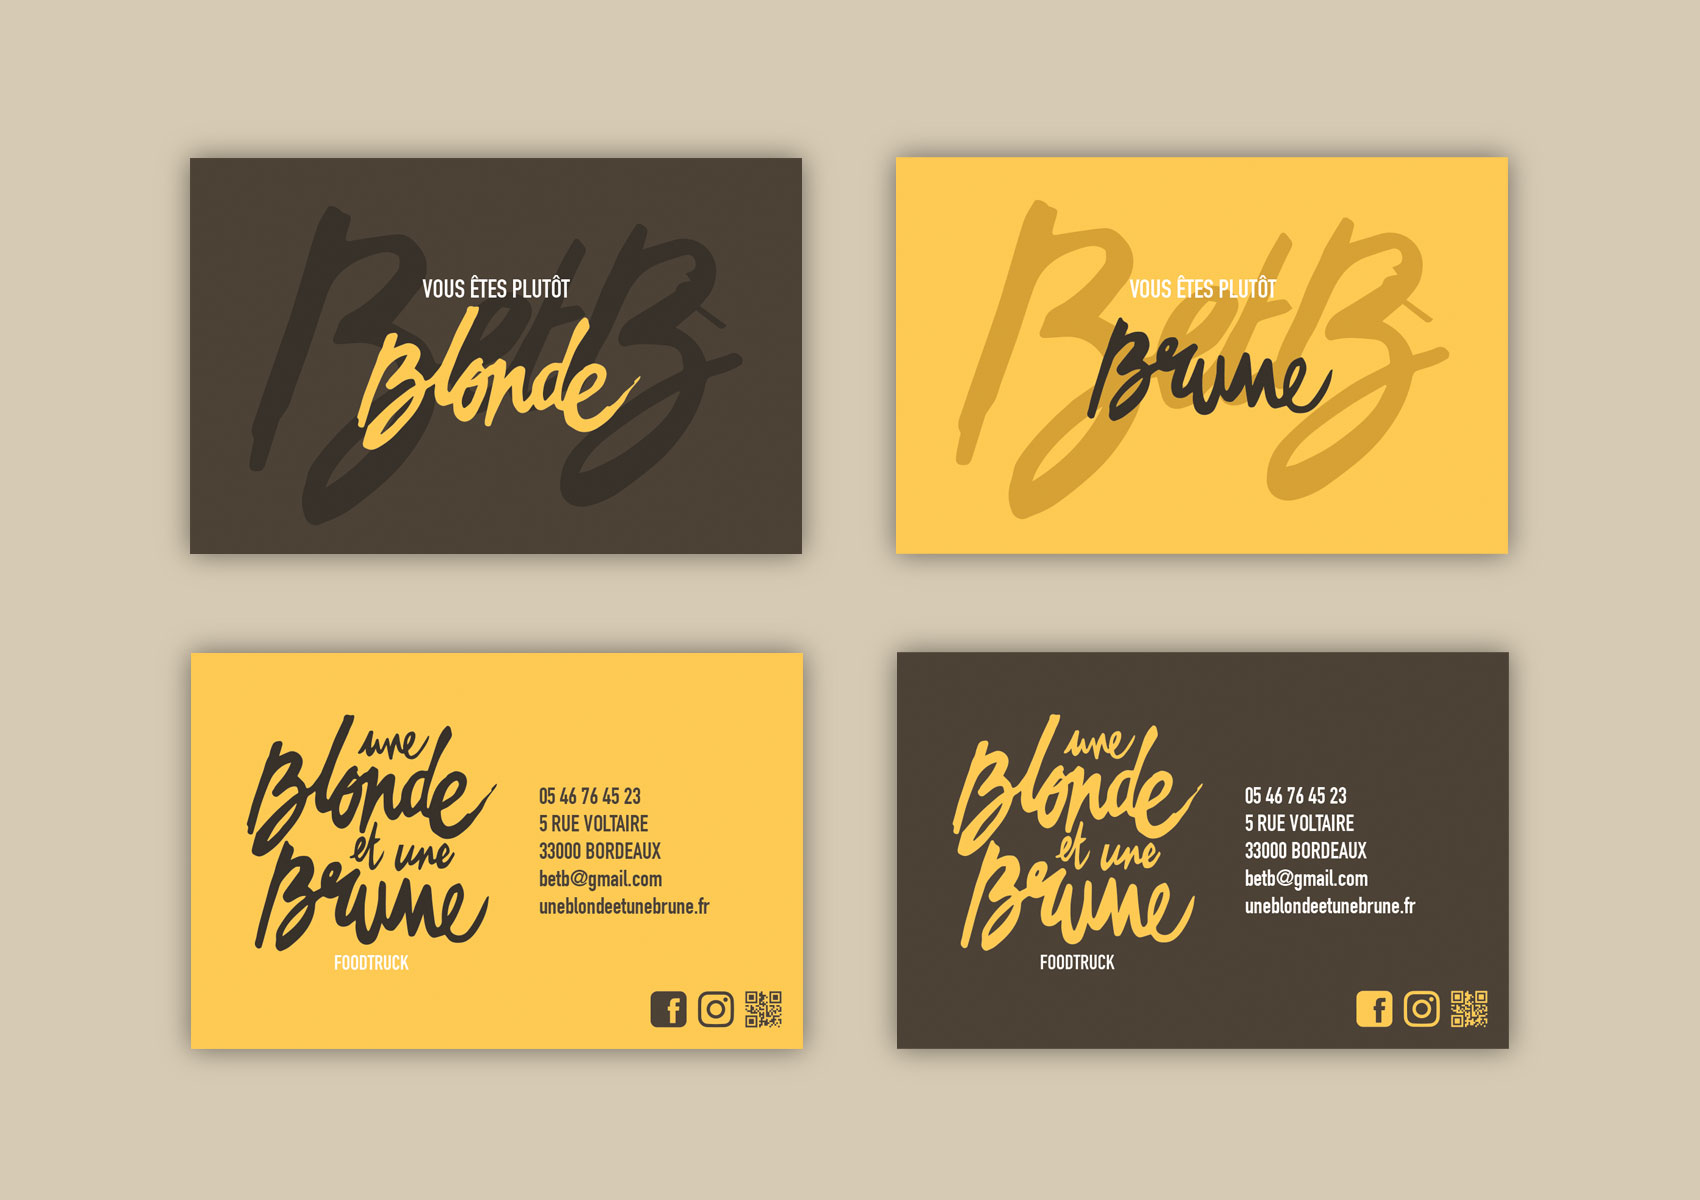 B et B
VOUS ÊTES PLUTÔT
Blonde
B et B
VOUS ÊTES PLUTÔT
Brune
une
Blonde
et une
Brune
FOODTRUCK
05 46 76 45 23
5 RUE VOLTAIRE
33000 BORDEAUX
betb@gmail.com
uneblondeetunebrune.fr
une
Blonde
et une
Brune
FOODTRUCK
05 46 76 45 23
5 RUE VOLTAIRE
33000 BORDEAUX
betb@gmail.com
uneblondeetunebrune.fr